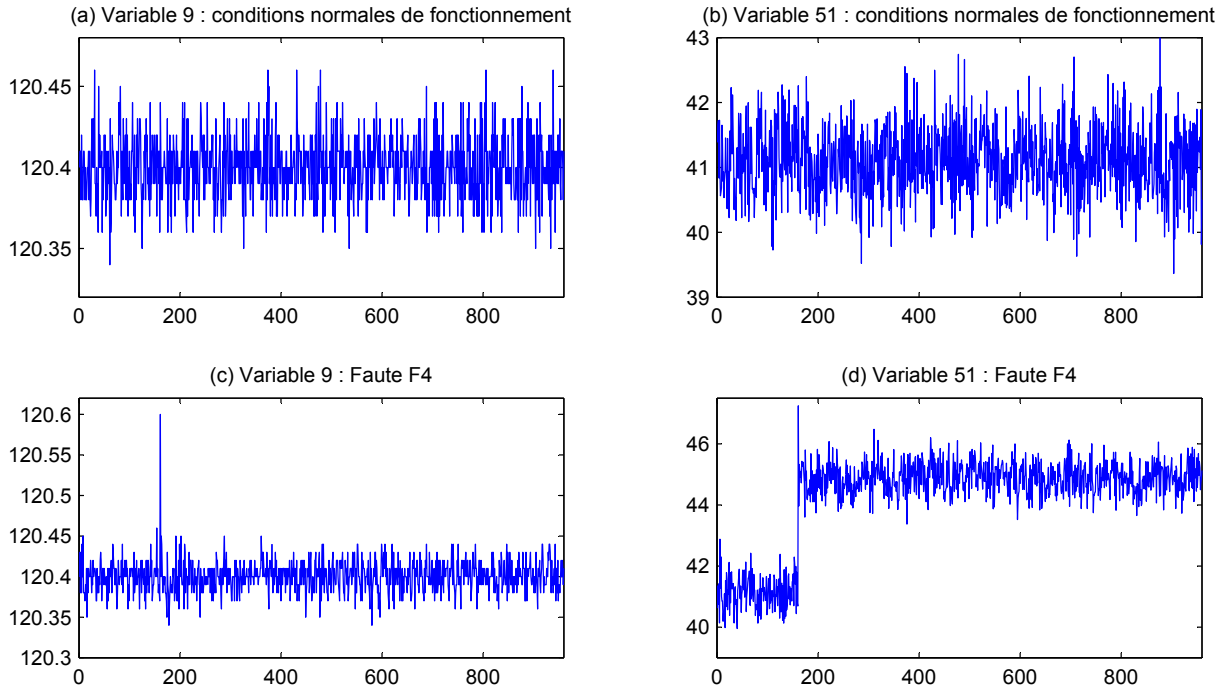 (a) Variable 9 : conditions normales de fonctionnement
120.45
120.4
120.35
0 200 400 600 800
(b) Variable 51 : conditions normales de fonctionnement
43
42
41
40
39
0 200 400 600 800
(c) Variable 9 : Faute F4
120.6
120.55
120.5
120.45
120.4
120.35
120.3
0 200 400 600 800
(d) Variable 51 : Faute F4
46
44
42
40
0 200 400 600 800